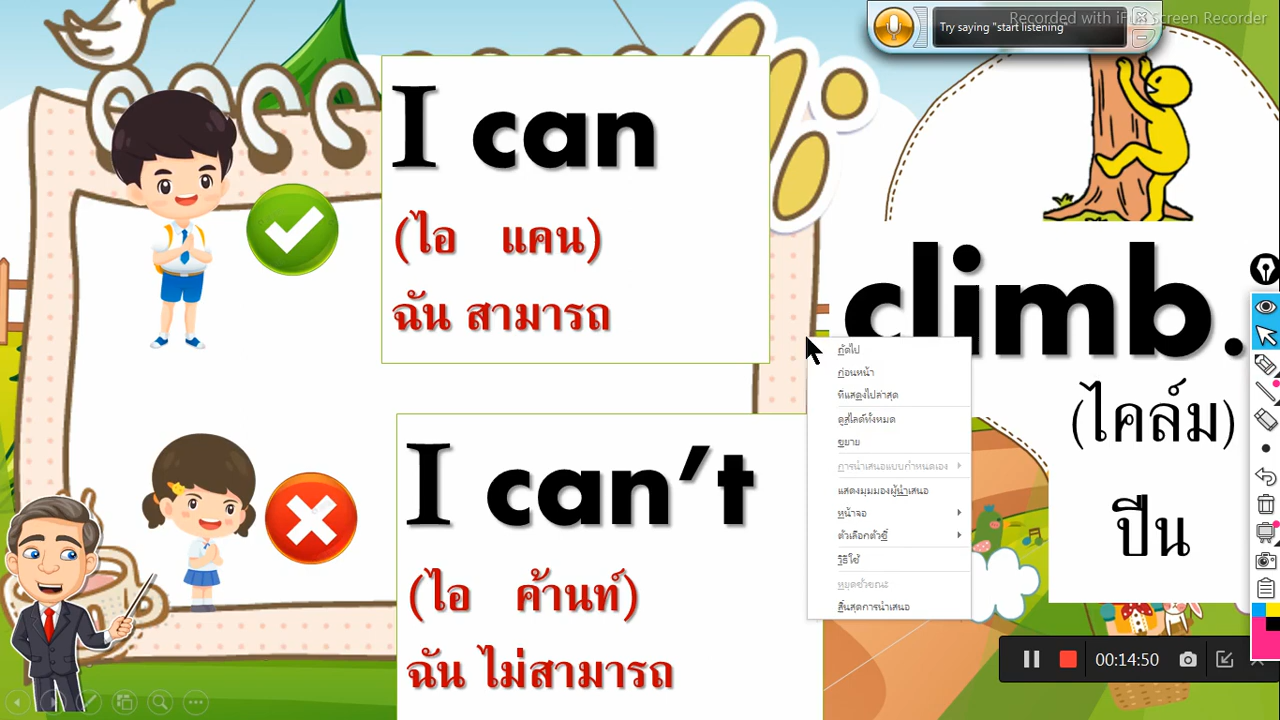 Recorded with iFun Screen Recorder
Try saying "start listening"
I can
(ไอ แคน)
ฉัน สามารถ
climb.
(ไคล์ม)
ปีน
I can’t
(ไอ ค้านท์)
ฉัน ไม่สามารถ
ถัดไป
ก่อนหน้า
ที่แสดงไปล่าสุด
ดูสไลด์ทั้งหมด
ขยาย
การนำเสนอแบบกำหนดเอง
แสดงมุมมองผู้นำเสนอ
หน้าจอ
ตัวเลือกตัวชี้
วิธีใช้
หยุดชั่วขณะ
สิ้นสุดการนำเสนอ
00:14:50